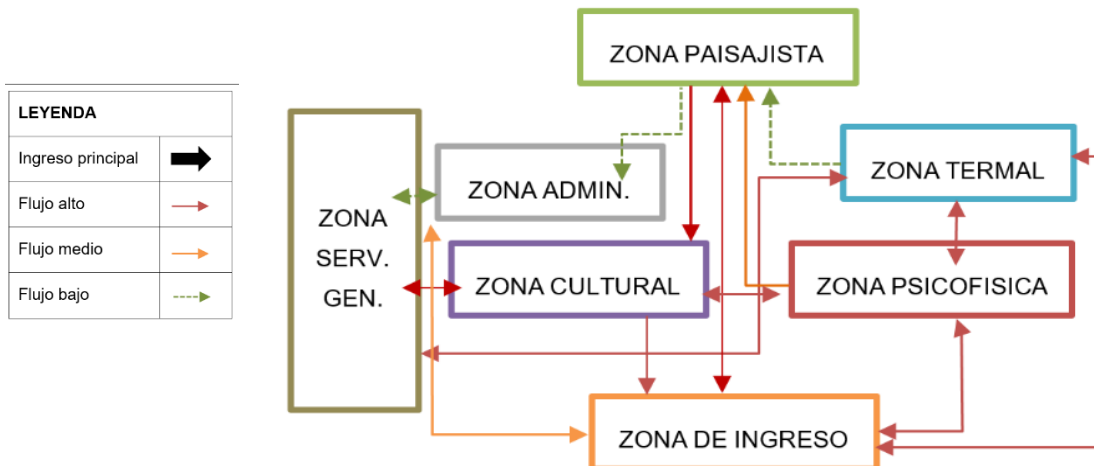 LEYENDA
Ingreso principal
Flujo alto
Flujo medio
Flujo bajo
ZONA PAISAJISTA
ZONA
SERV.
GEN.
ZONA ADMIN.
ZONA TERMAL
ZONA CULTURAL
ZONA PSICOFISICA
ZONA DE INGRESO